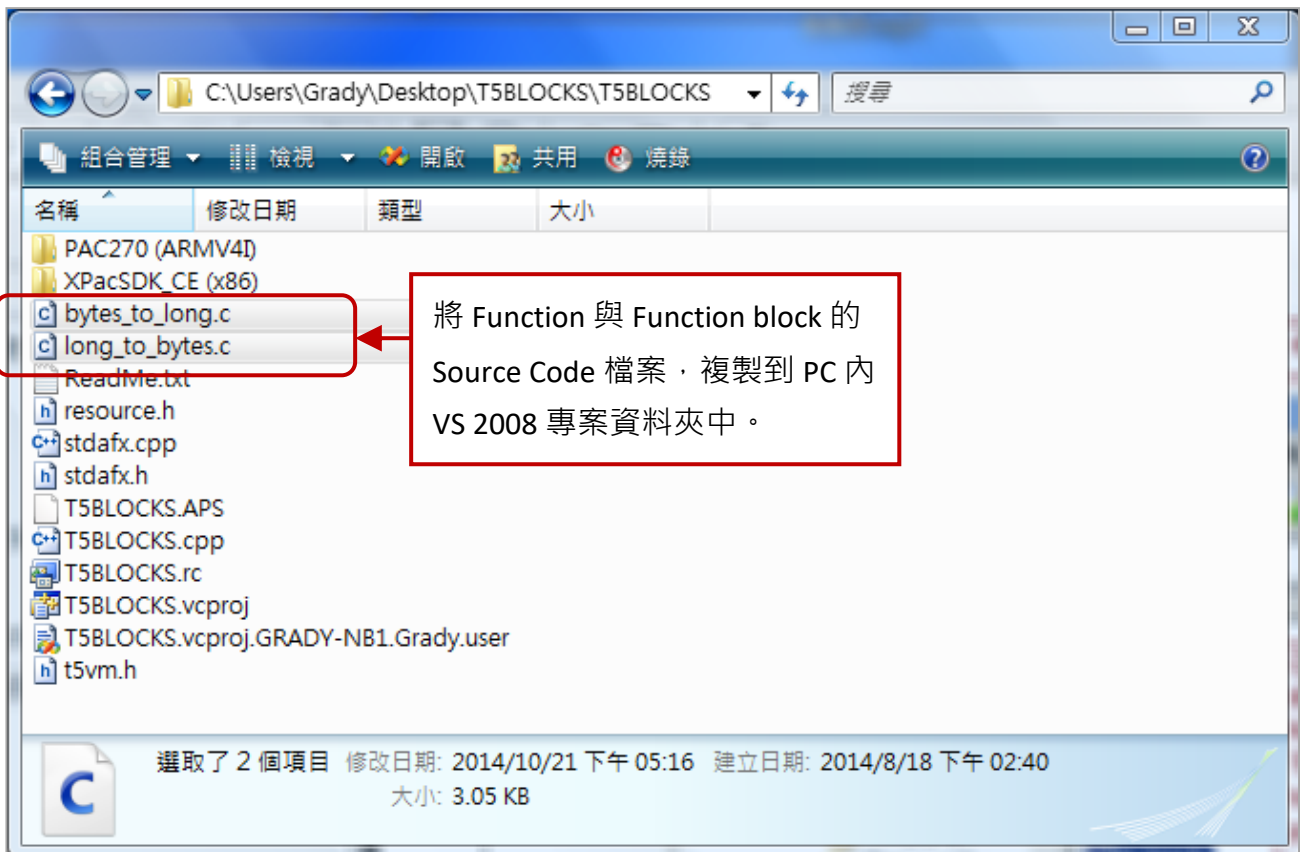 C:\Users\Grady\Desktop\T5BLOCKS\T5BLOCKS
搜尋
組合管理 檢視 開啟 共用 燒錄
名稱 修改日期 類型 大小
PAC270 (ARMV4I)
XPacSDK_CE (x86)
bytes_to_long.c
long_to_bytes.c
ReadMe.txt
resource.h
stdafx.cpp
stdafx.h
T5BLOCKS.APS
T5BLOCKS.cpp
T5BLOCKS.rc
T5BLOCKS.vcproj
T5BLOCKS.vcproj.GRADY-NB1.Grady.user
t5vm.h
將 Function 與 Function block 的
Source Code 檔案，複製到 PC 內
VS 2008 專案資料夾中。
選取了 2 個項目 修改日期: 2014/10/21 下午 05:16 建立日期: 2014/8/18 下午 02:40
大小: 3.05 KB